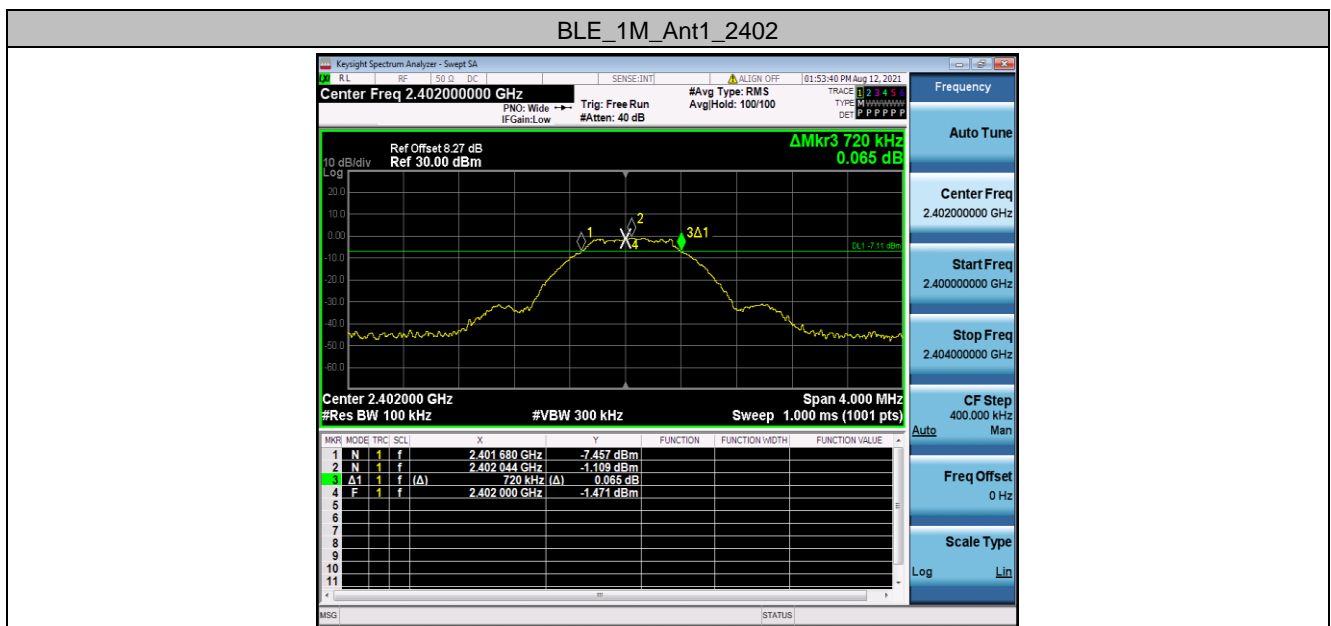 BLE_1M_Ant1_2402
Keysight Spectrum Analyzer - Swept SA
RL RF 50 Ω DC SENSE:INT ALIGN OFF 01:53:40 PM Aug 12, 2021
Center Freq 2.402000000 GHz
PNO: Wide
IFGain:Low
Trig: Free Run
#Atten: 40 dB
#Avg Type: RMS
Avg|Hold: 100/100
TRACE 1 2 3 4 5 6
TYPE M W W W W W
DET P P P P P P
Frequency
Auto Tune
Center Freq
2.402000000 GHz
Start Freq
2.400000000 GHz
Stop Freq
2.404000000 GHz
CF Step
400.000 kHz
Auto Man
Freq Offset
0 Hz
Scale Type
Log Lin
ΔMkr3 720 kHz
0.065 dB
Ref Offset 8.27 dB
10 dB/div Ref 30.00 dBm
Log
20.0
10.0
0.00
-10.0
-20.0
-30.0
-40.0
-50.0
-60.0
1
2
3Δ1
4
DL1 -7.11 dBm
Center 2.402000 GHz Span 4.000 MHz
#Res BW 100 kHz #VBW 300 kHz Sweep 1.000 ms (1001 pts)
MKR MODE TRC SCL X Y FUNCTION FUNCTION WIDTH FUNCTION VALUE
1 N 1 f 2.401 680 GHz -7.457 dBm
2 N 1 f 2.402 044 GHz -1.109 dBm
3 Δ1 1 f (Δ) 720 kHz (Δ) 0.065 dB
4 F 1 f 2.402 000 GHz -1.471 dBm
5
6
7
8
9
10
11
MSG STATUS